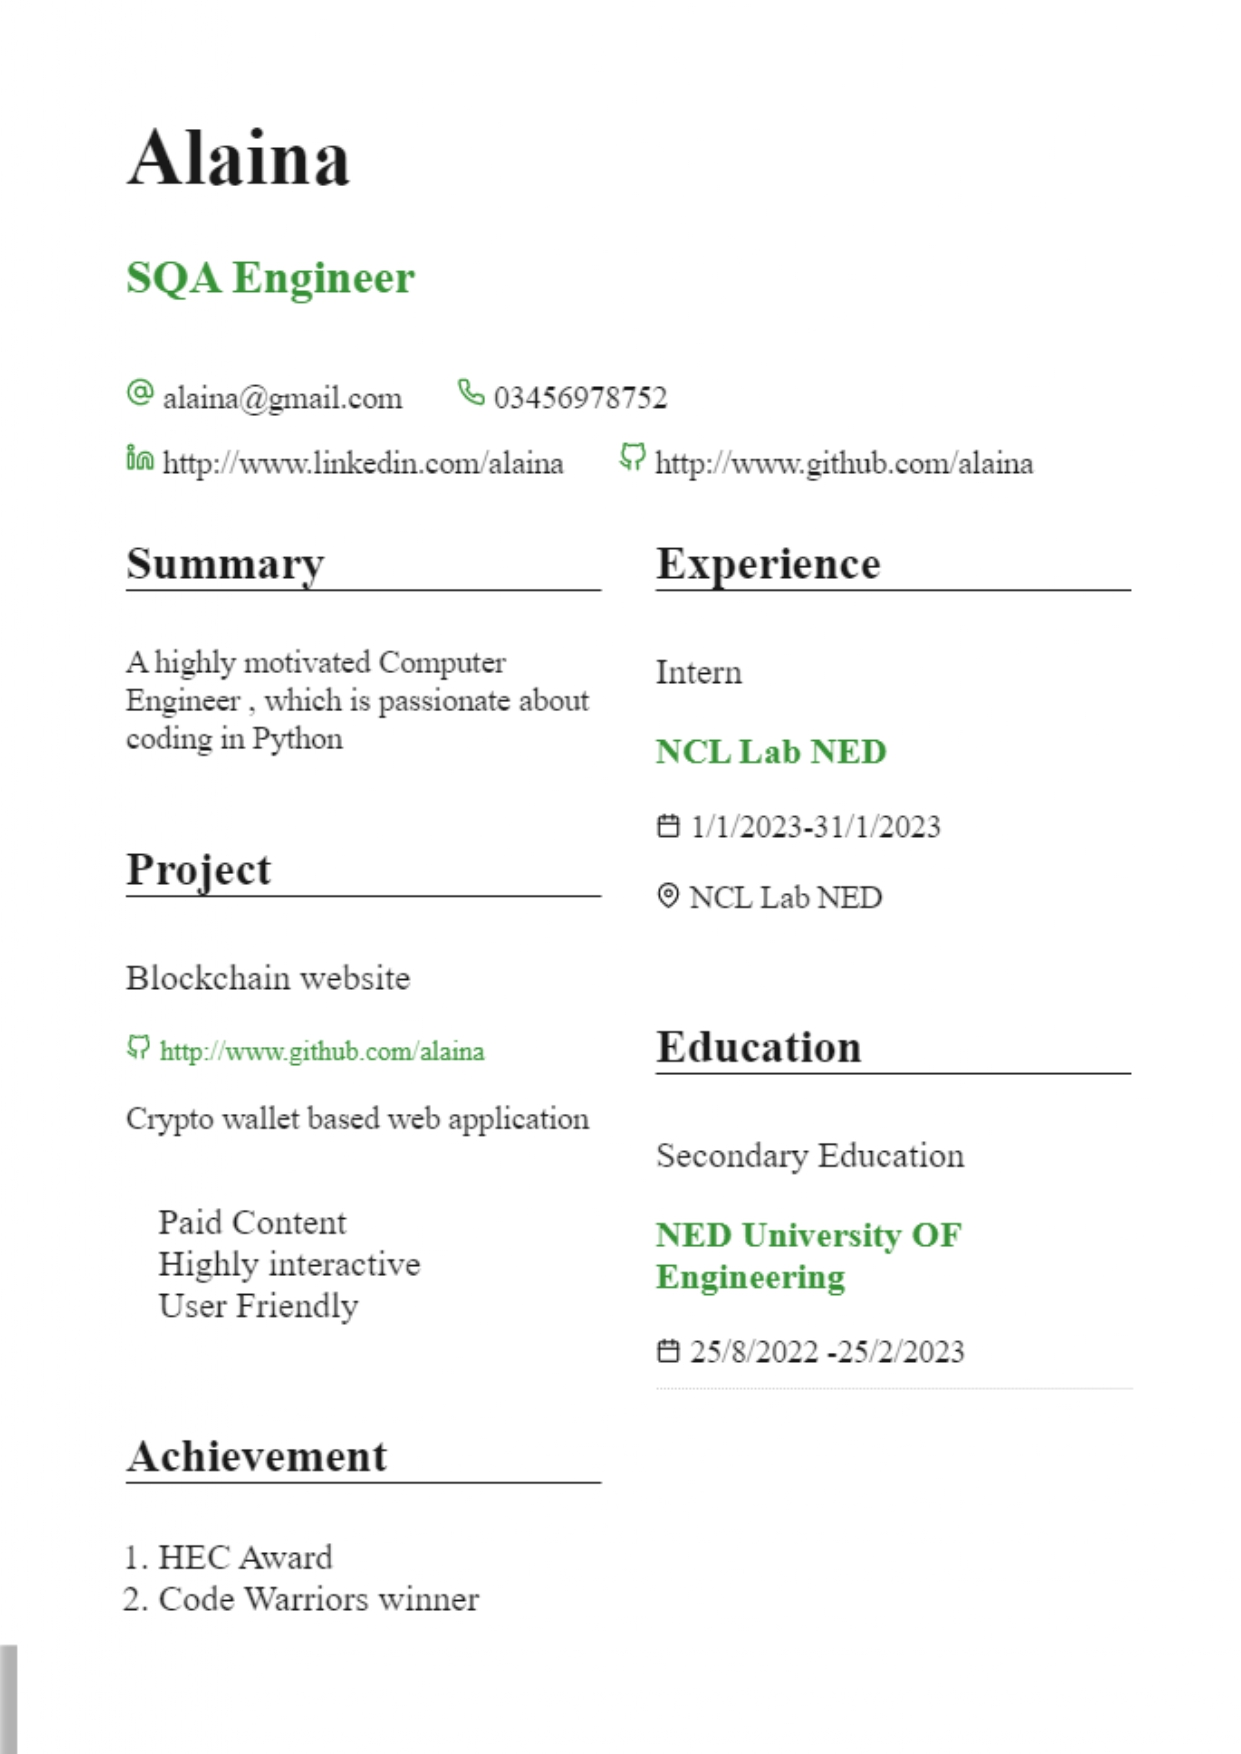 Alaina
SQA Engineer
alaina@gmail.com 03456978752
http://www.linkedin.com/alaina http://www.github.com/alaina
Summary
A highly motivated Computer
Engineer , which is passionate about
coding in Python
Project
Blockchain website
http://www.github.com/alaina
Crypto wallet based web application
Paid Content
Highly interactive
User Friendly
Achievement
1. HEC Award
2. Code Warriors winner
Experience
Intern
NCL Lab NED
1/1/2023-31/1/2023
NCL Lab NED
Education
Secondary Education
NED University OF
Engineering
25/8/2022 -25/2/2023